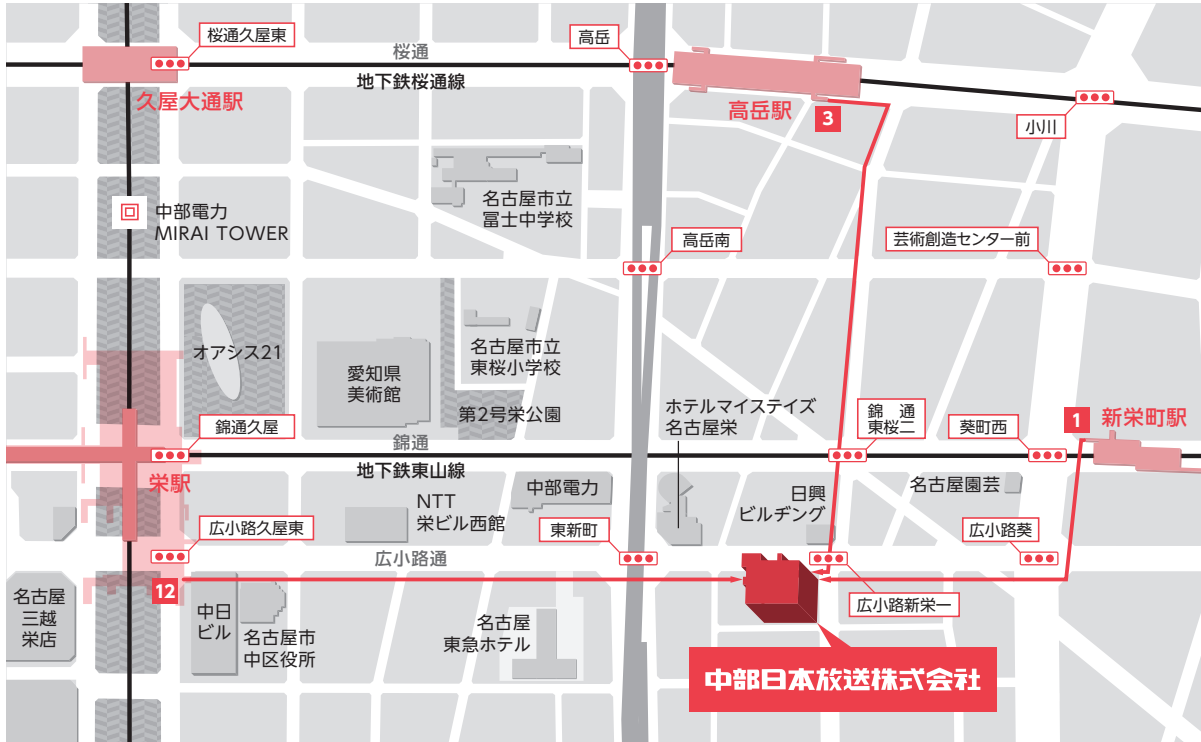 桜通久屋東
桜通
高岳
地下鉄桜通線
久屋大通駅
高岳駅
3
小川
中部電力
MIRAI TOWER
名古屋市立
冨士中学校
高岳南
芸術創造センター前
オアシス21
愛知県
美術館
名古屋市立
東桜小学校
第2号栄公園
ホテルマイステイズ
名古屋栄
錦 通
東桜二
葵町西
1
新栄町駅
錦通久屋
錦通
地下鉄東山線
栄駅
NTT
栄ビル西館
中部電力
日興
ビルヂング
名古屋園芸
広小路久屋東
広小路通
東新町
広小路葵
12
名古屋
三越
栄店
中日
ビル
名古屋市
中区役所
名古屋
東急ホテル
広小路新栄一
中部日本放送株式会社